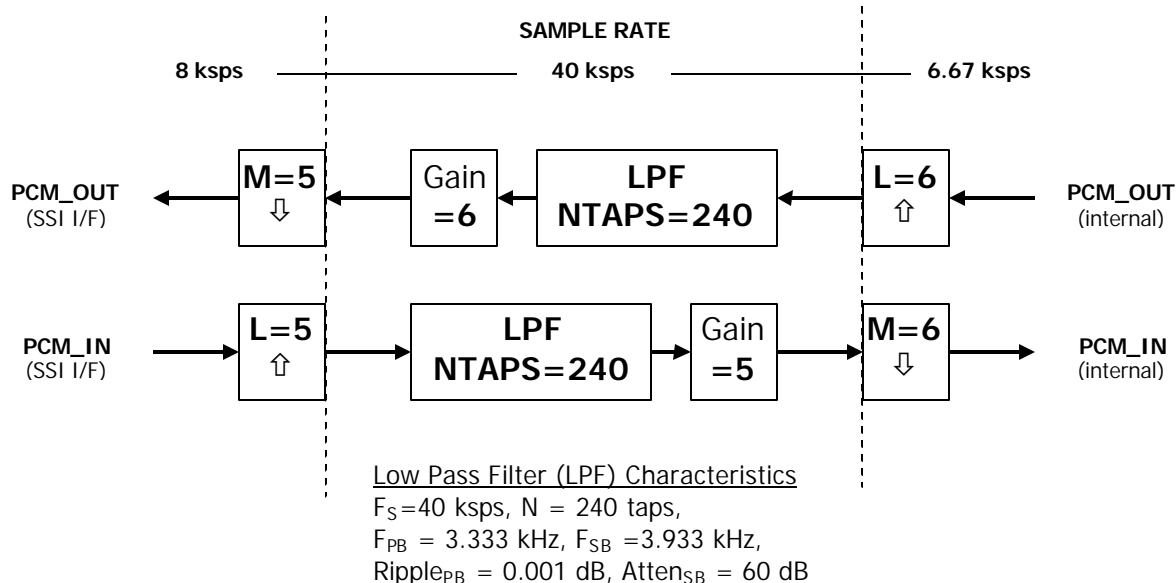 SAMPLE RATE
8 ksps
40 ksps
6.67 ksps
PCM_OUT
(SSI I/F)
M=5
⇩
Gain
=6
LPF
NTAPS=240
L=6
⇧
PCM_OUT
(internal)
PCM_IN
(SSI I/F)
L=5
⇧
LPF
NTAPS=240
Gain
=5
M=6
⇩
PCM_IN
(internal)
Low Pass Filter (LPF) Characteristics
F_S=40 ksps, N = 240 taps,
F_PB = 3.333 kHz, F_SB =3.933 kHz,
Ripple_PB = 0.001 dB, Atten_SB = 60 dB